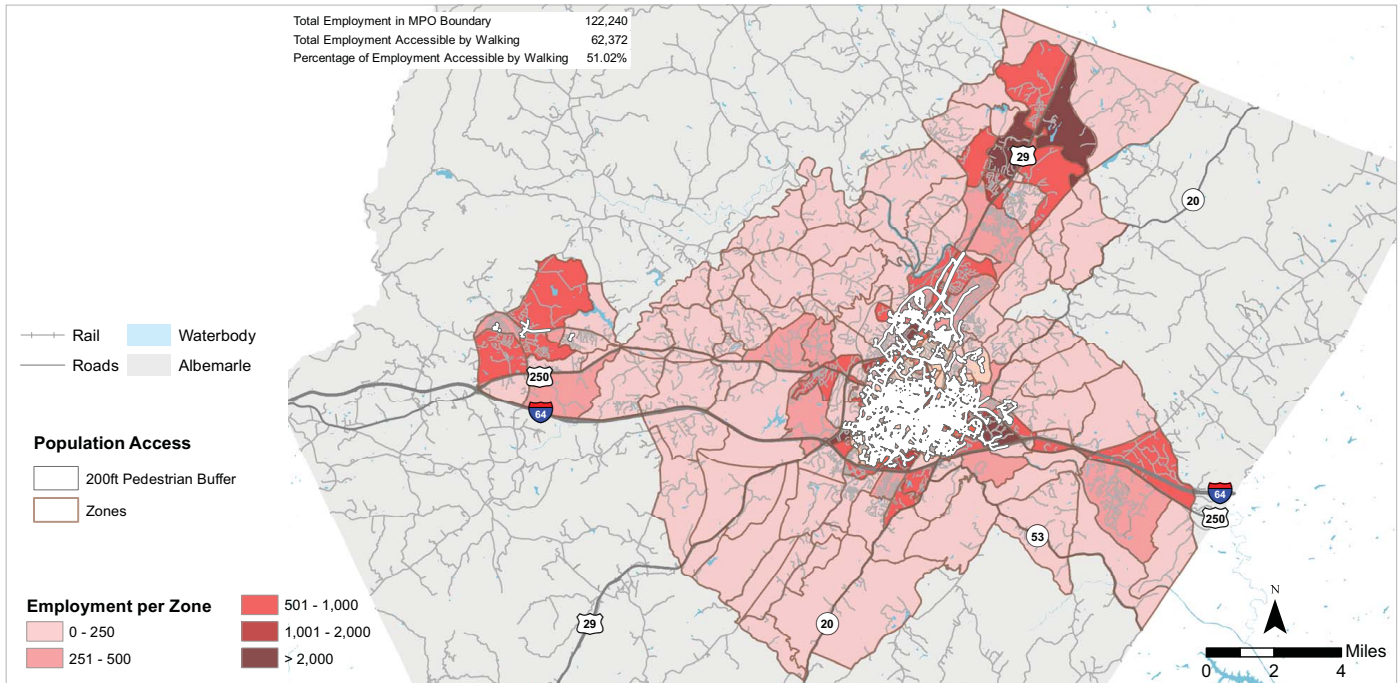 Total Employment in MPO Boundary 122,240
Total Employment Accessible by Walking 62,372
Percentage of Employment Accessible by Walking 51.02%
29
20
Rail Waterbody
Roads Albemarle
250
64
Population Access
200ft Pedestrian Buffer
Zones
64
250
53
Employment per Zone
501 - 1,000
0 - 250
1,001 - 2,000
251 - 500
> 2,000
29
20
N
Miles
0 2 4